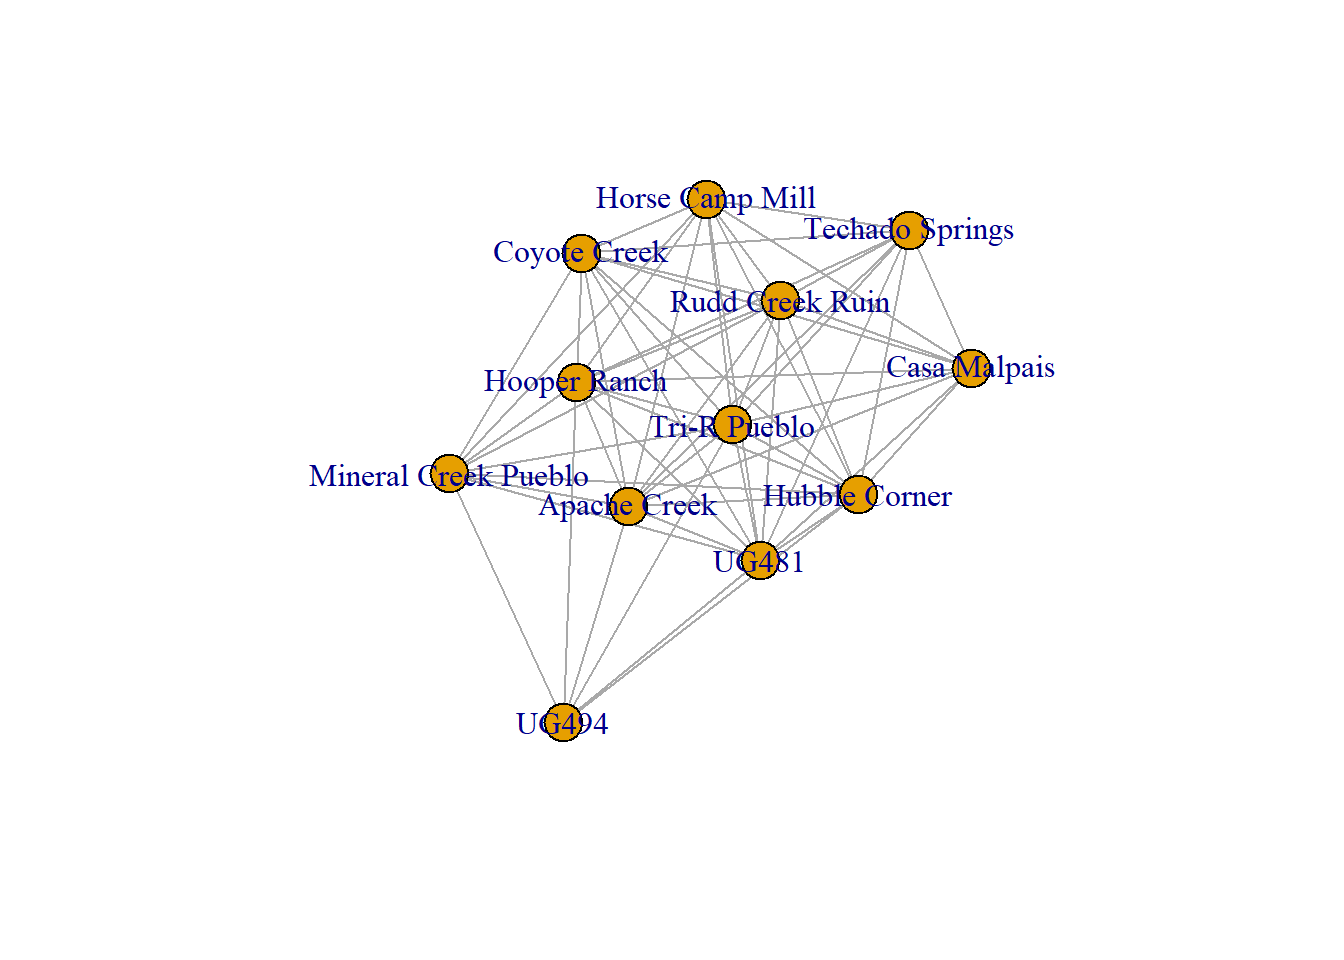 Horse Camp Mill
Techado Springs
Coyote Creek
Rudd Creek Ruin
Casa Malpais
Hooper Ranch
Tri-R Pueblo
Mineral Creek Pueblo
Hubble Corner
Apache Creek
UG481
UG494